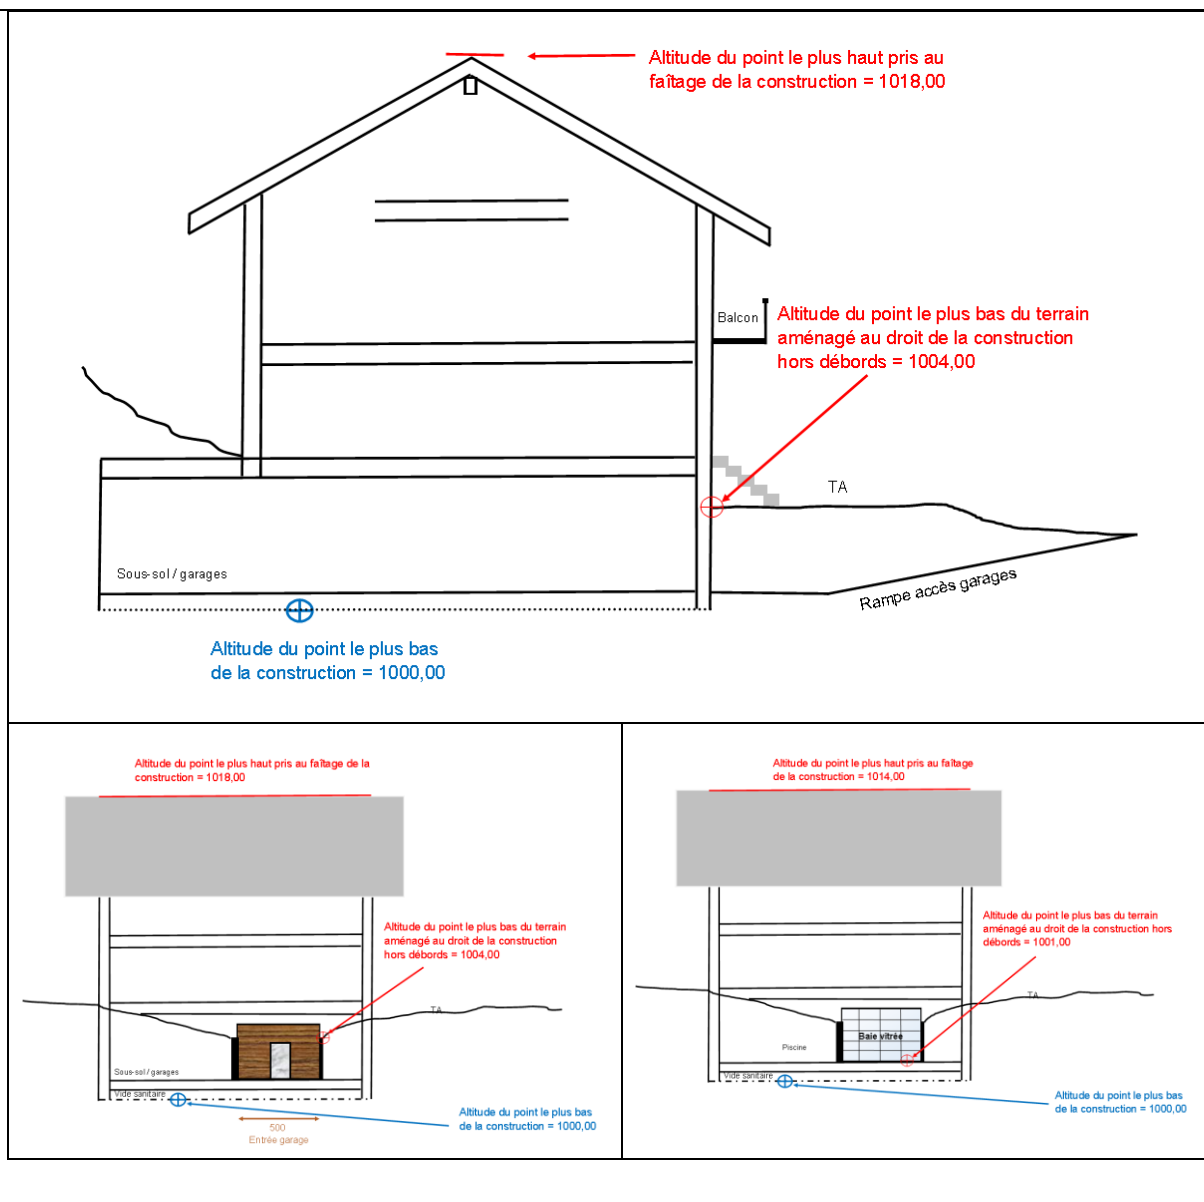 Altitude du point le plus haut pris au
faîtage de la construction = 1018,00
Balcon
Altitude du point le plus bas du terrain
aménagé au droit de la construction
hors débords = 1004,00
TA
Sous-sol / garages
Rampe accès garages
Altitude du point le plus bas
de la construction = 1000,00
Altitude du point le plus haut pris au faîtage de la
construction = 1018,00
Altitude du point le plus bas du terrain
aménagé au droit de la construction
hors débords = 1004,00
TA
Sous-sol / garages
Vide sanitaire
Altitude du point le plus bas
de la construction = 1000,00
500
Entrée garage
Altitude du point le plus haut pris au faîtage
de la construction = 1014,00
Altitude du point le plus bas du terrain
aménagé au droit de la construction hors
débords = 1001,00
TA
Baie vitrée
Piscine
Vide sanitaire
Altitude du point le plus bas
de la construction = 1000,00